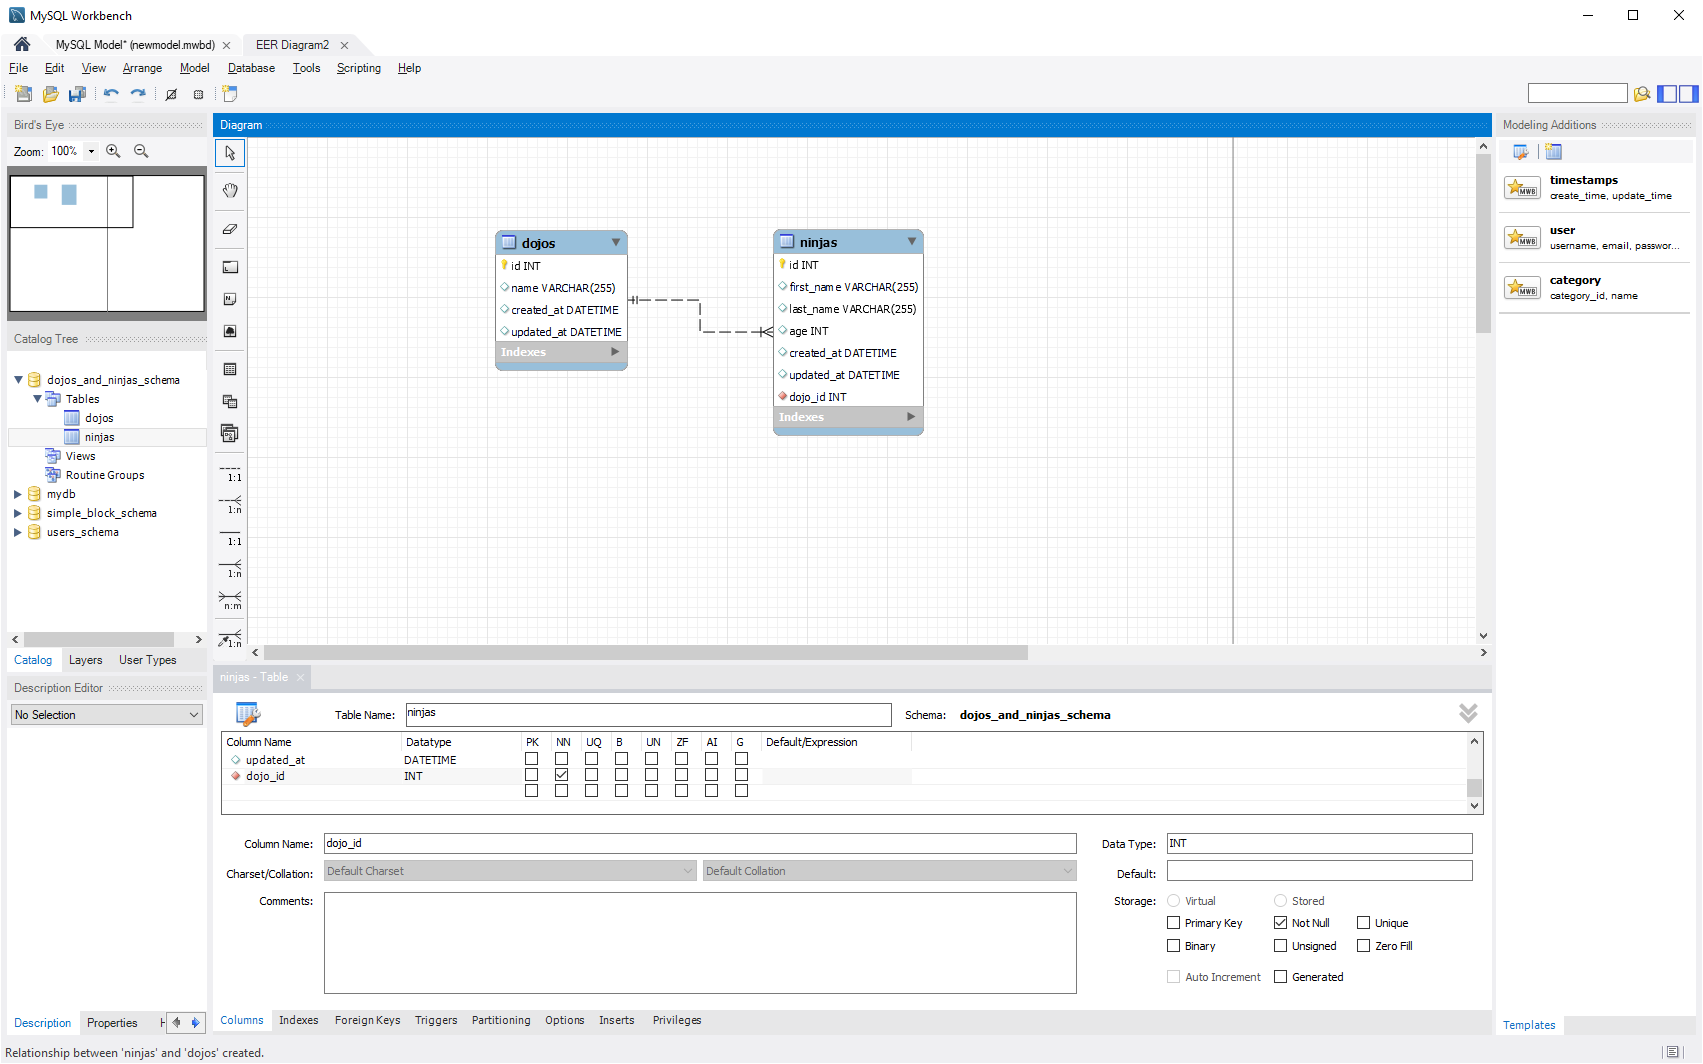 MySQL Workbench
MySQL Model* (newmodel.mwbd)
EER Diagram2
File Edit View Arrange Model Database Tools Scripting Help
Bird's Eye
Zoom: 100%
Catalog Tree
dojos_and_ninjas_schema
Tables
dojos
ninjas
Views
Routine Groups
mydb
simple_block_schema
users_schema
Catalog Layers User Types
Description Editor
No Selection
Description Properties H
Diagram
1:1
1:n
1:1
1:n
n:m
1:n
dojos
id INT
name VARCHAR(255)
created_at DATETIME
updated_at DATETIME
Indexes
ninjas
id INT
first_name VARCHAR(255)
last_name VARCHAR(255)
age INT
created_at DATETIME
updated_at DATETIME
dojo_id INT
Indexes
ninjas - Table
Table Name: ninjas Schema: dojos_and_ninjas_schema
Column Name Datatype PK NN UQ B UN ZF AI G Default/Expression
updated_at DATETIME
dojo_id INT
Column Name: dojo_id Data Type: INT
Charset/Collation: Default Charset Default Collation Default:
Comments: Storage: Virtual Stored
Primary Key Not Null Unique
Binary Unsigned Zero Fill
Auto Increment Generated
Columns Indexes Foreign Keys Triggers Partitioning Options Inserts Privileges
Modeling Additions
MWB timestamps
create_time, update_time
MWB user
username, email, passwor...
MWB category
category_id, name
Templates
Relationship between 'ninjas' and 'dojos' created.